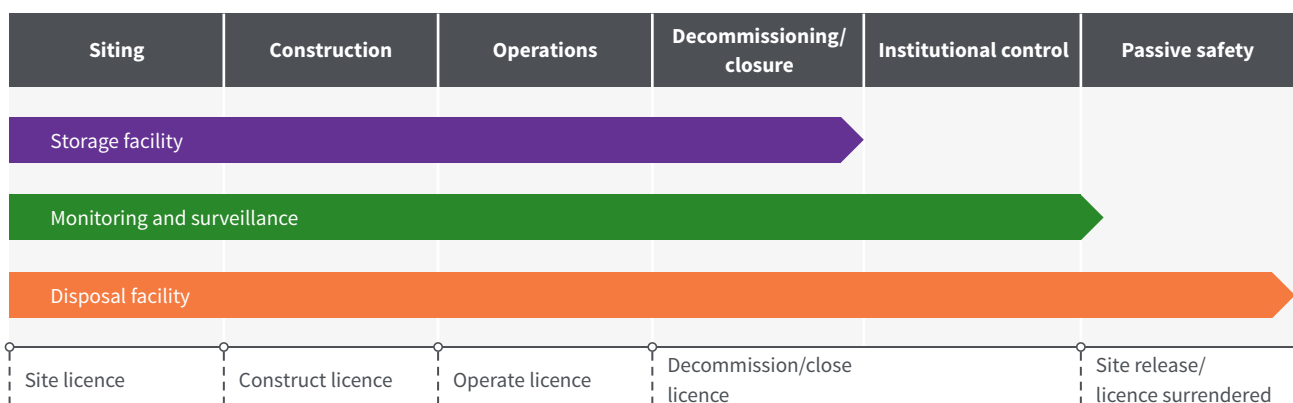 Siting
Construction
Operations
Decommissioning/
closure
Institutional control
Passive safety
Storage facility
Monitoring and surveillance
Disposal facility
Site licence
Construct licence
Operate licence
Decommission/close
licence
Site release/
licence surrendered